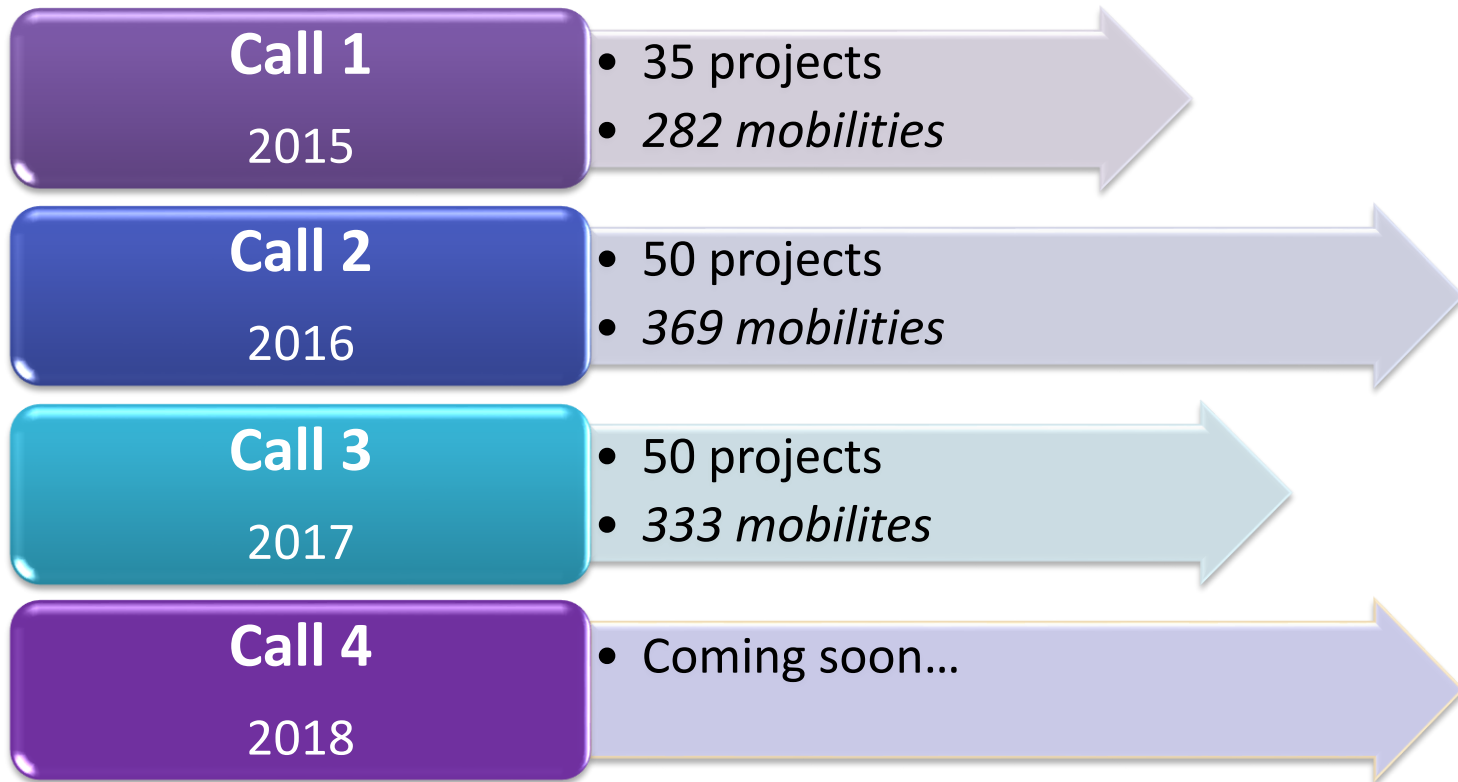 Call 1
2015
• 35 projects
• 282 mobilities
Call 2
2016
• 50 projects
• 369 mobilities
Call 3
2017
• 50 projects
• 333 mobilites
Call 4
2018
• Coming soon…